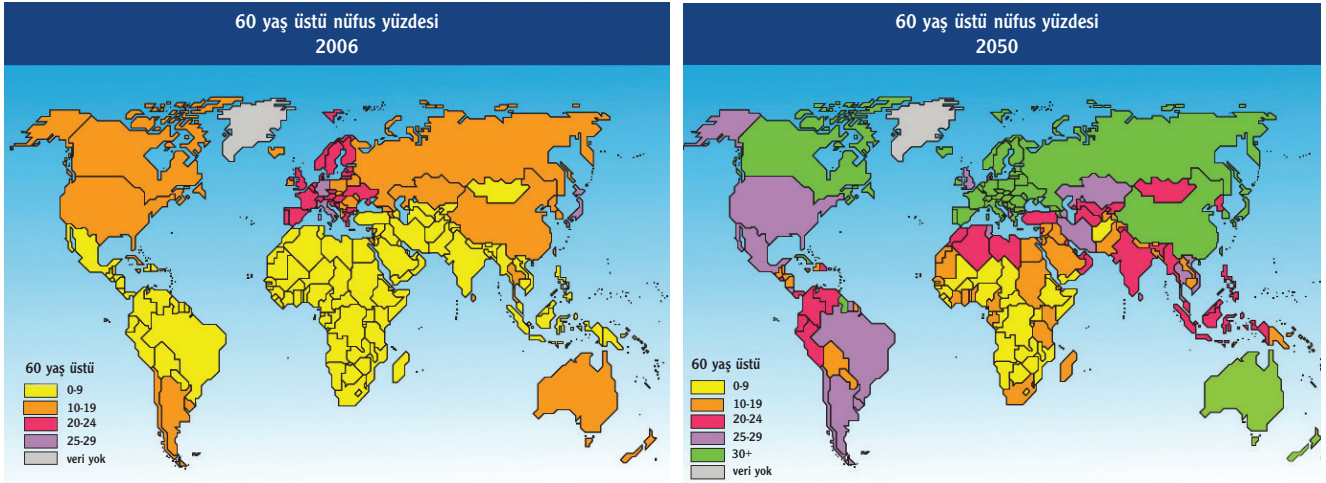 60 yaş üstü nüfus yüzdesi
2006
60 yaş üstü
0-9
10-19
20-24
25-29
veri yok
60 yaş üstü nüfus yüzdesi
2050
60 yaş üstü
0-9
10-19
20-24
25-29
30+
veri yok